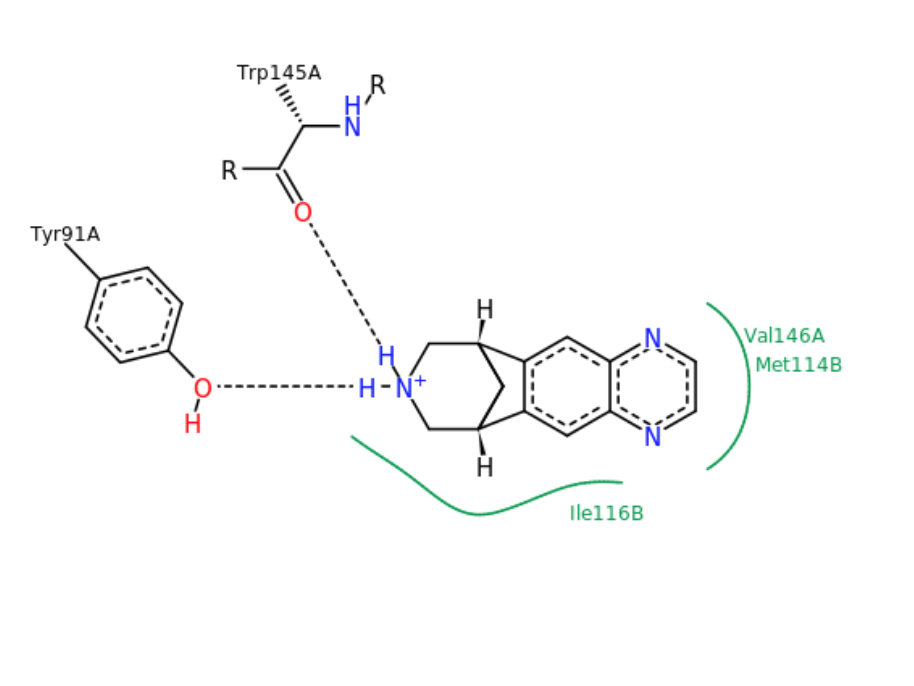 Trp145A
R
H
N
R
O
Tyr91A
H
Val146A
N
H
Met114B
O
H
N+
H
N
H
Ile116B